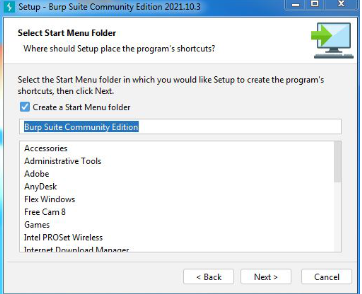 Setup - Burp Suite Community Edition 2021.10.3
Select Start Menu Folder
Where should Setup place the program's shortcuts?
Select the Start Menu folder in which you would like Setup to create the program's
shortcuts, then click Next.
Create a Start Menu folder
Burp Suite Community Edition
Accessories
Administrative Tools
Adobe
AnyDesk
Flex Windows
Free Cam 8
Games
Intel PROSet Wireless
Internet Download Manager
< Back
Next >
Cancel